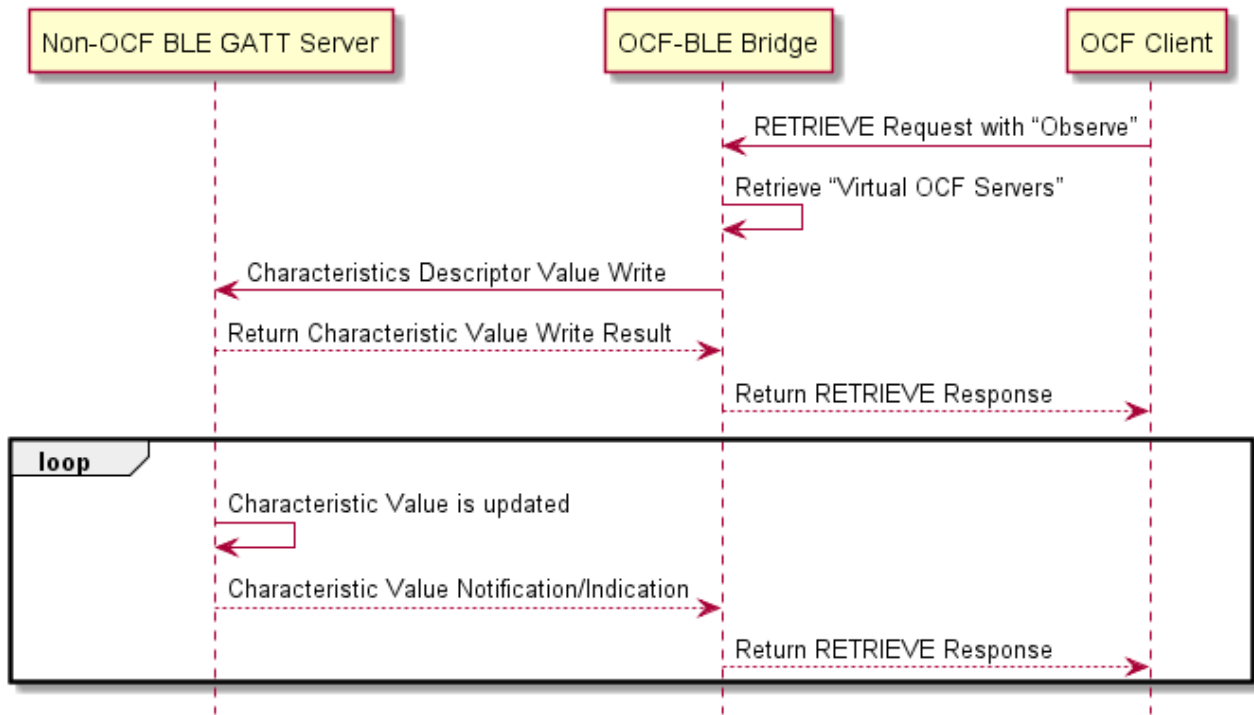 Non-OCF BLE GATT Server
OCF-BLE Bridge
OCF Client
RETRIEVE Request with “Observe”
Retrieve “Virtual OCF Servers”
Characteristics Descriptor Value Write
Return Characteristic Value Write Result
Return RETRIEVE Response
loop
Characteristic Value is updated
Characteristic Value Notification/Indication
Return RETRIEVE Response